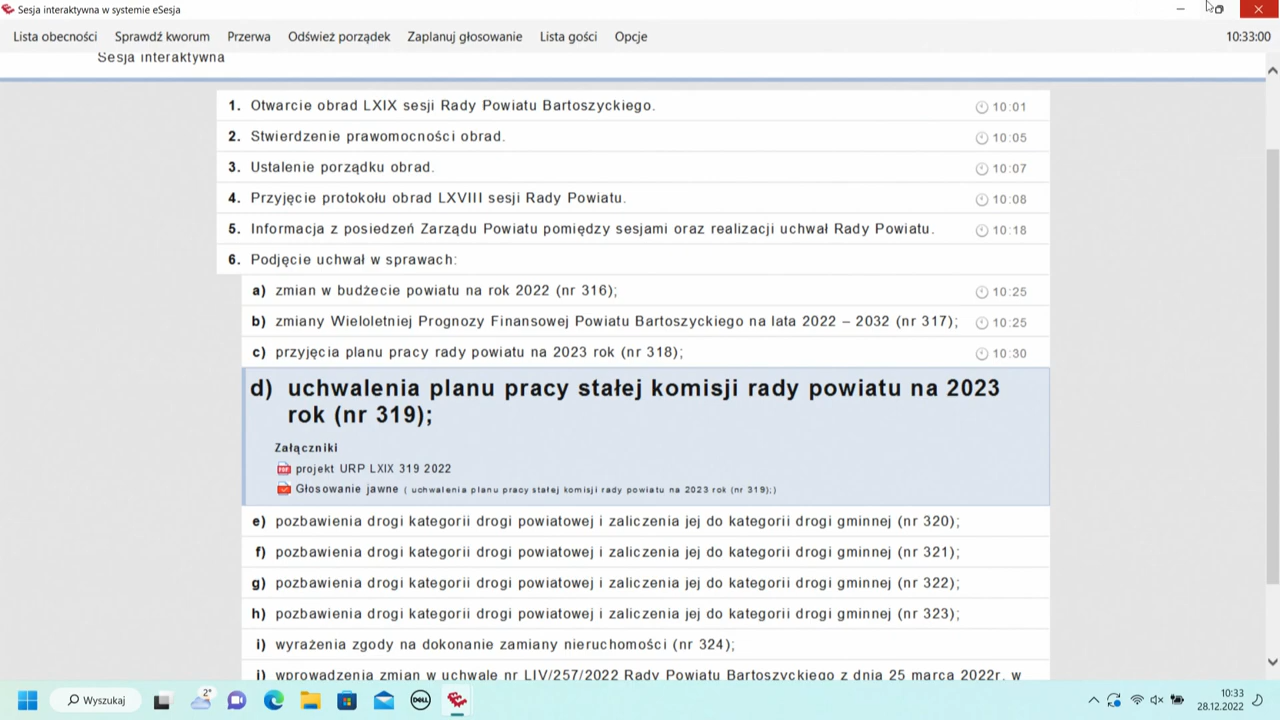 Sesja interaktywna w systemie eSesja
Lista obecności Sprawdź kworum Przerwa Odśwież porządek Zaplanuj głosowanie Lista gości Opcje 10:33:00
Sesja interaktywna
1. Otwarcie obrad LXIX sesji Rady Powiatu Bartoszyckiego. 10:01
2. Stwierdzenie prawomocności obrad. 10:05
3. Ustalenie porządku obrad. 10:07
4. Przyjęcie protokołu obrad LXVIII sesji Rady Powiatu. 10:08
5. Informacja z posiedzeń Zarządu Powiatu pomiędzy sesjami oraz realizacji uchwał Rady Powiatu. 10:18
6. Podjęcie uchwał w sprawach:
a) zmian w budżecie powiatu na rok 2022 (nr 316); 10:25
b) zmiany Wieloletniej Prognozy Finansowej Powiatu Bartoszyckiego na lata 2022 – 2032 (nr 317); 10:25
c) przyjęcia planu pracy rady powiatu na 2023 rok (nr 318); 10:30
d) uchwalenia planu pracy stałej komisji rady powiatu na 2023
rok (nr 319);
Załączniki
PDF projekt URP LXIX 319 2022
Głosowanie jawne ( uchwalenia planu pracy stałej komisji rady powiatu na 2023 rok (nr 319);)
e) pozbawienia drogi kategorii drogi powiatowej i zaliczenia jej do kategorii drogi gminnej (nr 320);
f) pozbawienia drogi kategorii drogi powiatowej i zaliczenia jej do kategorii drogi gminnej (nr 321);
g) pozbawienia drogi kategorii drogi powiatowej i zaliczenia jej do kategorii drogi gminnej (nr 322);
h) pozbawienia drogi kategorii drogi powiatowej i zaliczenia jej do kategorii drogi gminnej (nr 323);
i) wyrażenia zgody na dokonanie zamiany nieruchomości (nr 324);
j) wprowadzenia zmian w uchwale nr LIV/257/2022 Rady Powiatu Bartoszyckiego z dnia 25 marca 2022r. w
Wyszukaj 2° DELL 10:33
28.12.2022